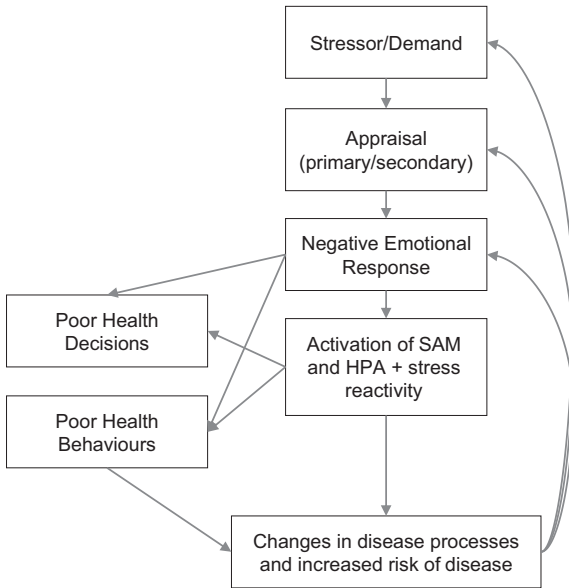 Stressor/Demand
Appraisal
(primary/secondary)
Negative Emotional
Response
Poor Health
Decisions
Activation of SAM
and HPA + stress
reactivity
Poor Health
Behaviours
Changes in disease processes
and increased risk of disease